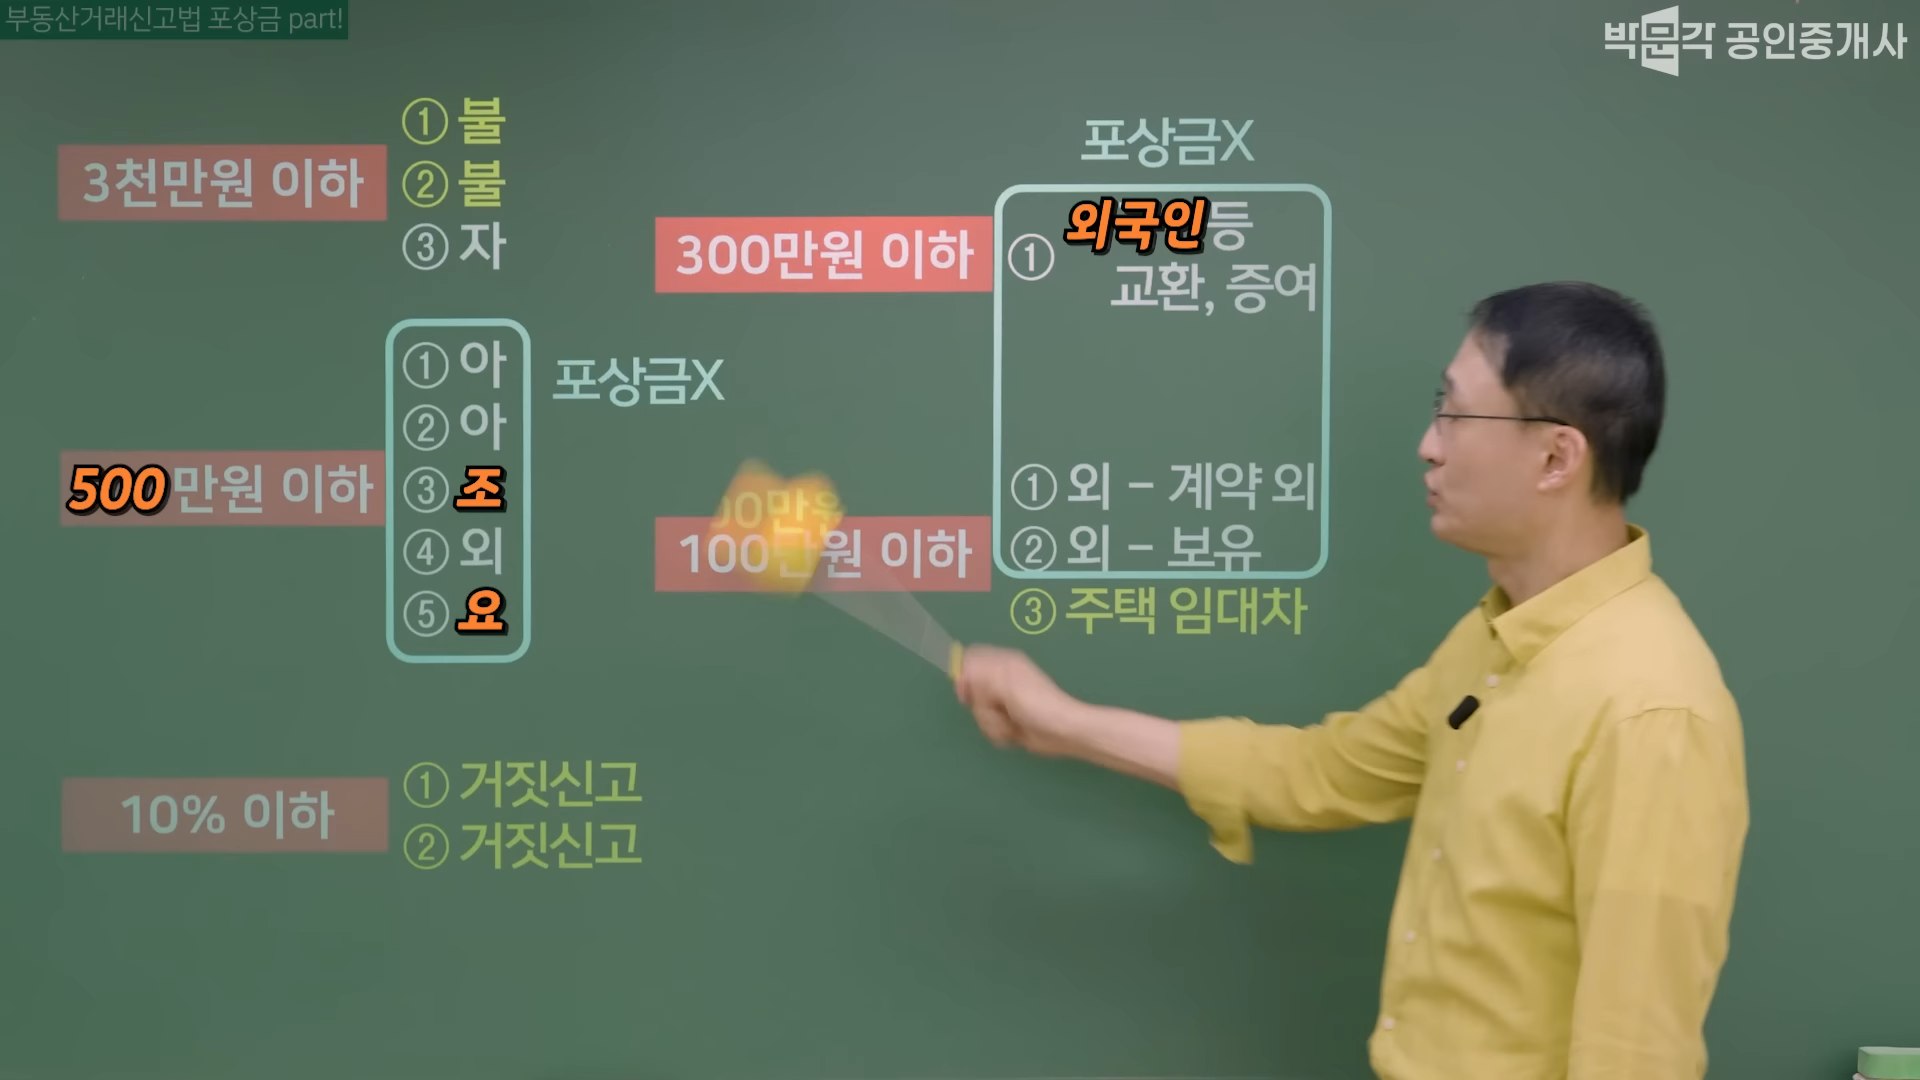 부동산거래신고법 포상금 part!
박문각 공인중개사
3천만원 이하
① 불
② 불
③ 자
500만원 이하
① 아
② 아
③ 조
④ 외
⑤ 요
포상금X
10% 이하
① 거짓신고
② 거짓신고
포상금X
300만원 이하
① 외국인등
교환, 증여
100만원 이하
① 외 - 계약 외
② 외 - 보유
③ 주택 임대차